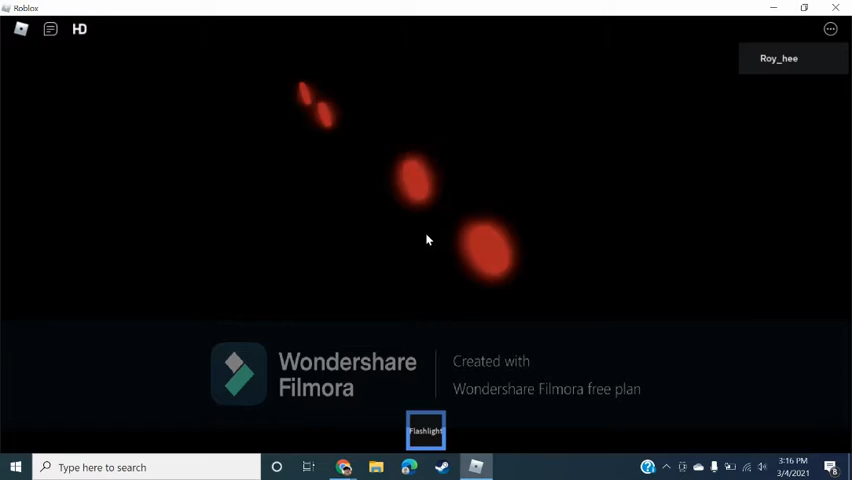 Roblox
HD
Roy_hee
Wondershare
Filmora
Created with
Wondershare Filmora free plan
Flashlight
Type here to search
3:16 PM
3/4/2021
8